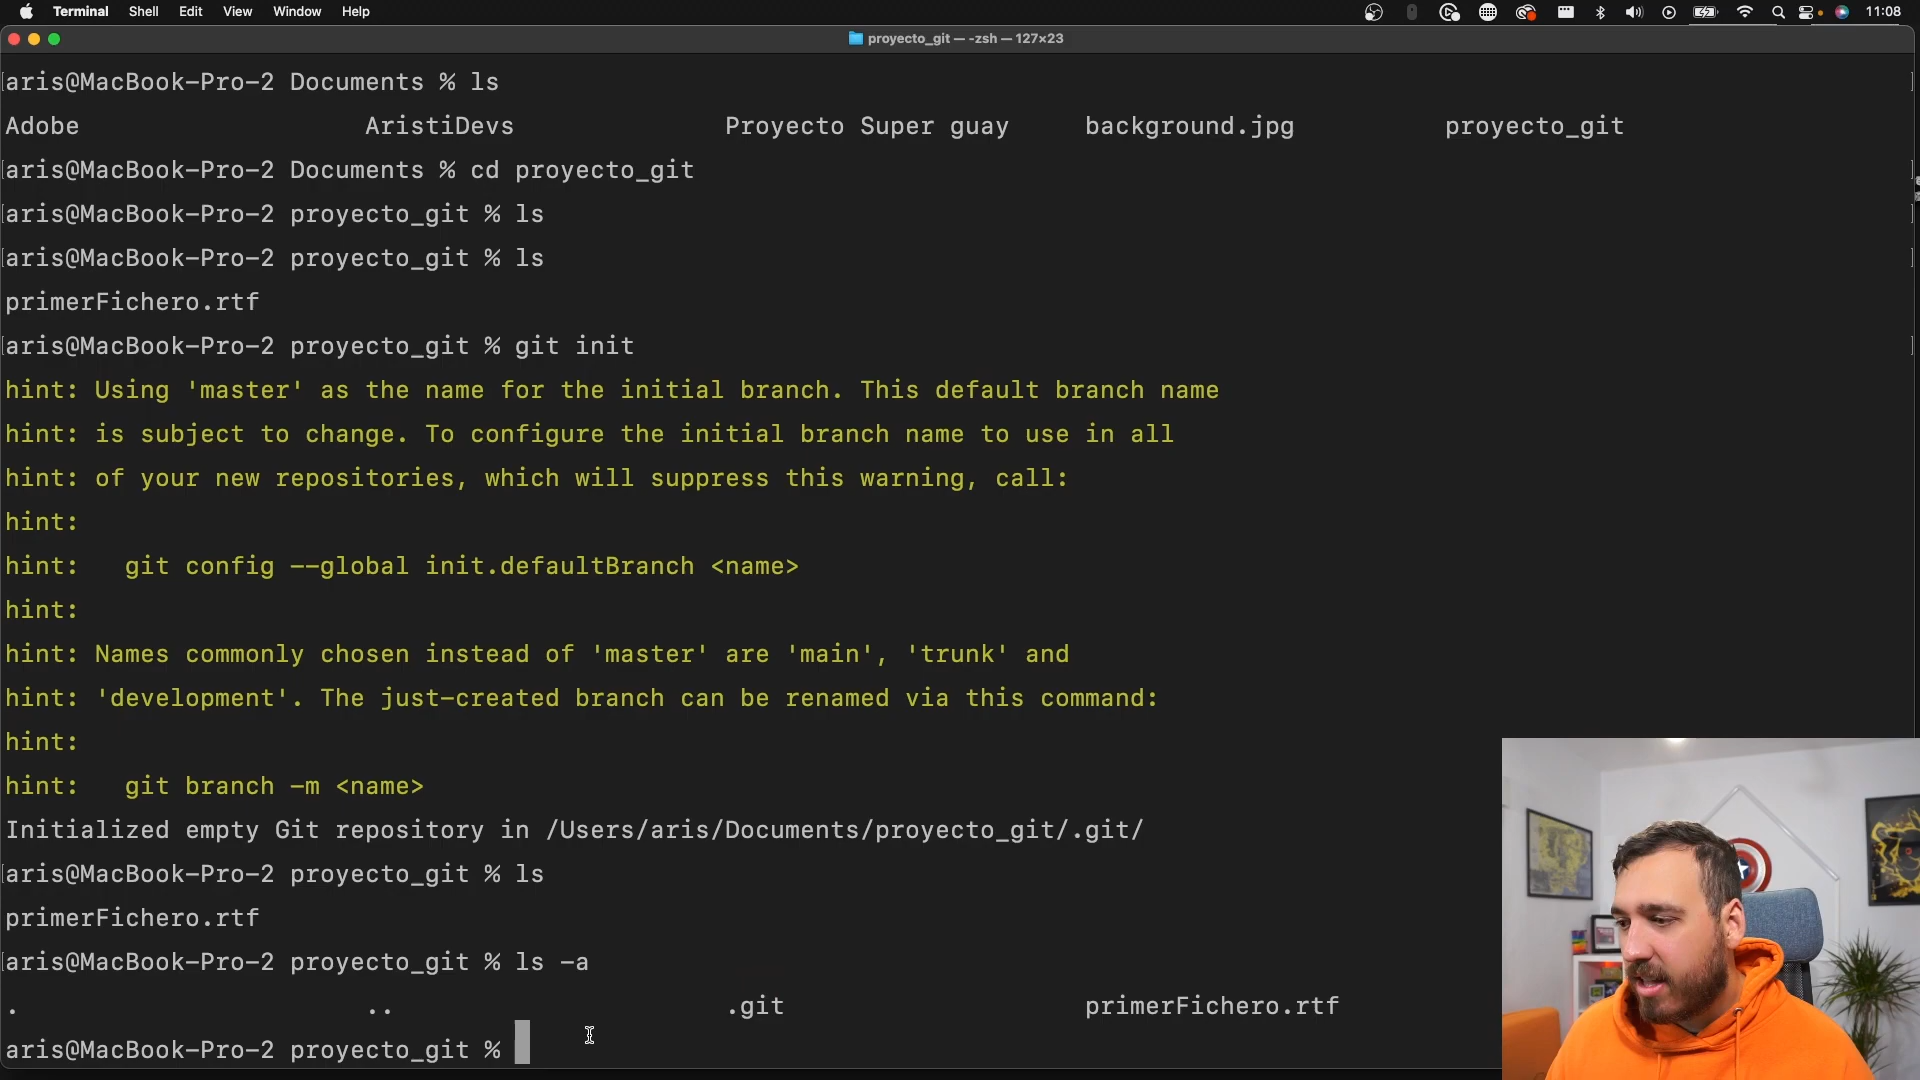 Terminal Shell Edit View Window Help 11:08
proyecto_git — -zsh — 127×23
aris@MacBook-Pro-2 Documents % ls
Adobe AristiDevs Proyecto Super guay background.jpg proyecto_git
aris@MacBook-Pro-2 Documents % cd proyecto_git
aris@MacBook-Pro-2 proyecto_git % ls
aris@MacBook-Pro-2 proyecto_git % ls
primerFichero.rtf
aris@MacBook-Pro-2 proyecto_git % git init
hint: Using 'master' as the name for the initial branch. This default branch name
hint: is subject to change. To configure the initial branch name to use in all
hint: of your new repositories, which will suppress this warning, call:
hint:
hint:   git config --global init.defaultBranch <name>
hint:
hint: Names commonly chosen instead of 'master' are 'main', 'trunk' and
hint: 'development'. The just-created branch can be renamed via this command:
hint:
hint:   git branch -m <name>
Initialized empty Git repository in /Users/aris/Documents/proyecto_git/.git/
aris@MacBook-Pro-2 proyecto_git % ls
primerFichero.rtf
aris@MacBook-Pro-2 proyecto_git % ls -a
. .. .git primerFichero.rtf
aris@MacBook-Pro-2 proyecto_git %